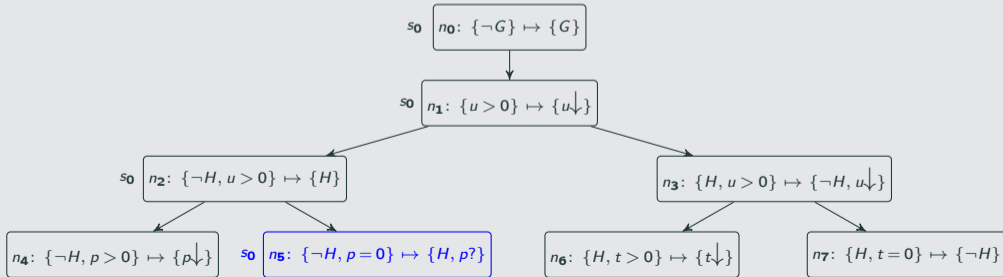 s₀ n₀: {¬G} ↦ {G}
s₀ n₁: {u > 0} ↦ {u↓}
s₀ n₂: {¬H, u > 0} ↦ {H}
n₃: {H, u > 0} ↦ {¬H, u↓}
n₄: {¬H, p > 0} ↦ {p↓}
s₀ n₅: {¬H, p = 0} ↦ {H, p?}
n₆: {H, t > 0} ↦ {t↓}
n₇: {H, t = 0} ↦ {¬H}